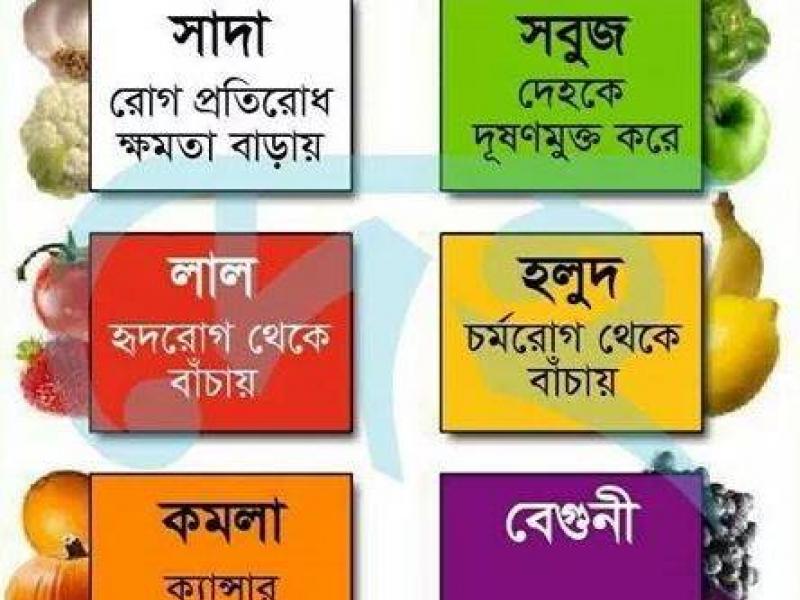 সাদা
রোগ প্রতিরোধ
ক্ষমতা বাড়ায়
সবুজ
দেহকে
দূষণমুক্ত করে
লাল
হৃদরোগ থেকে
বাঁচায়
হলুদ
চর্মরোগ থেকে
বাঁচায়
কমলা
ক্যান্সার
বেগুনী